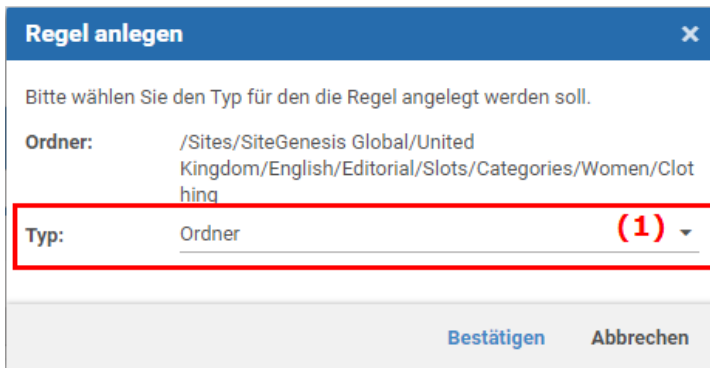 Regel anlegen ×
Bitte wählen Sie den Typ für den die Regel angelegt werden soll.
Ordner: /Sites/SiteGenesis Global/United
Kingdom/English/Editorial/Slots/Categories/Women/Clot
hing
Typ: Ordner (1)
Bestätigen Abbrechen